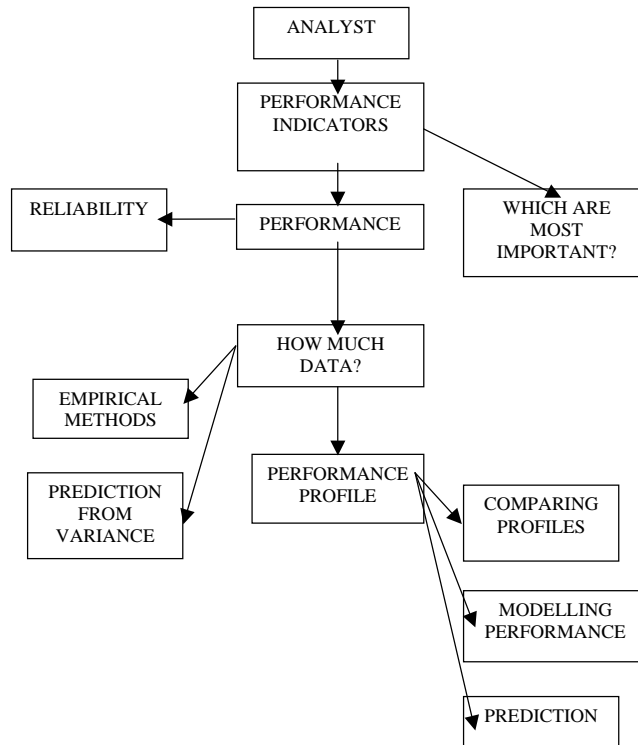 ANALYST
PERFORMANCE
INDICATORS
RELIABILITY
PERFORMANCE
WHICH ARE
MOST
IMPORTANT?
HOW MUCH
DATA?
EMPIRICAL
METHODS
PERFORMANCE
PROFILE
PREDICTION
FROM
VARIANCE
COMPARING
PROFILES
MODELLING
PERFORMANCE
PREDICTION